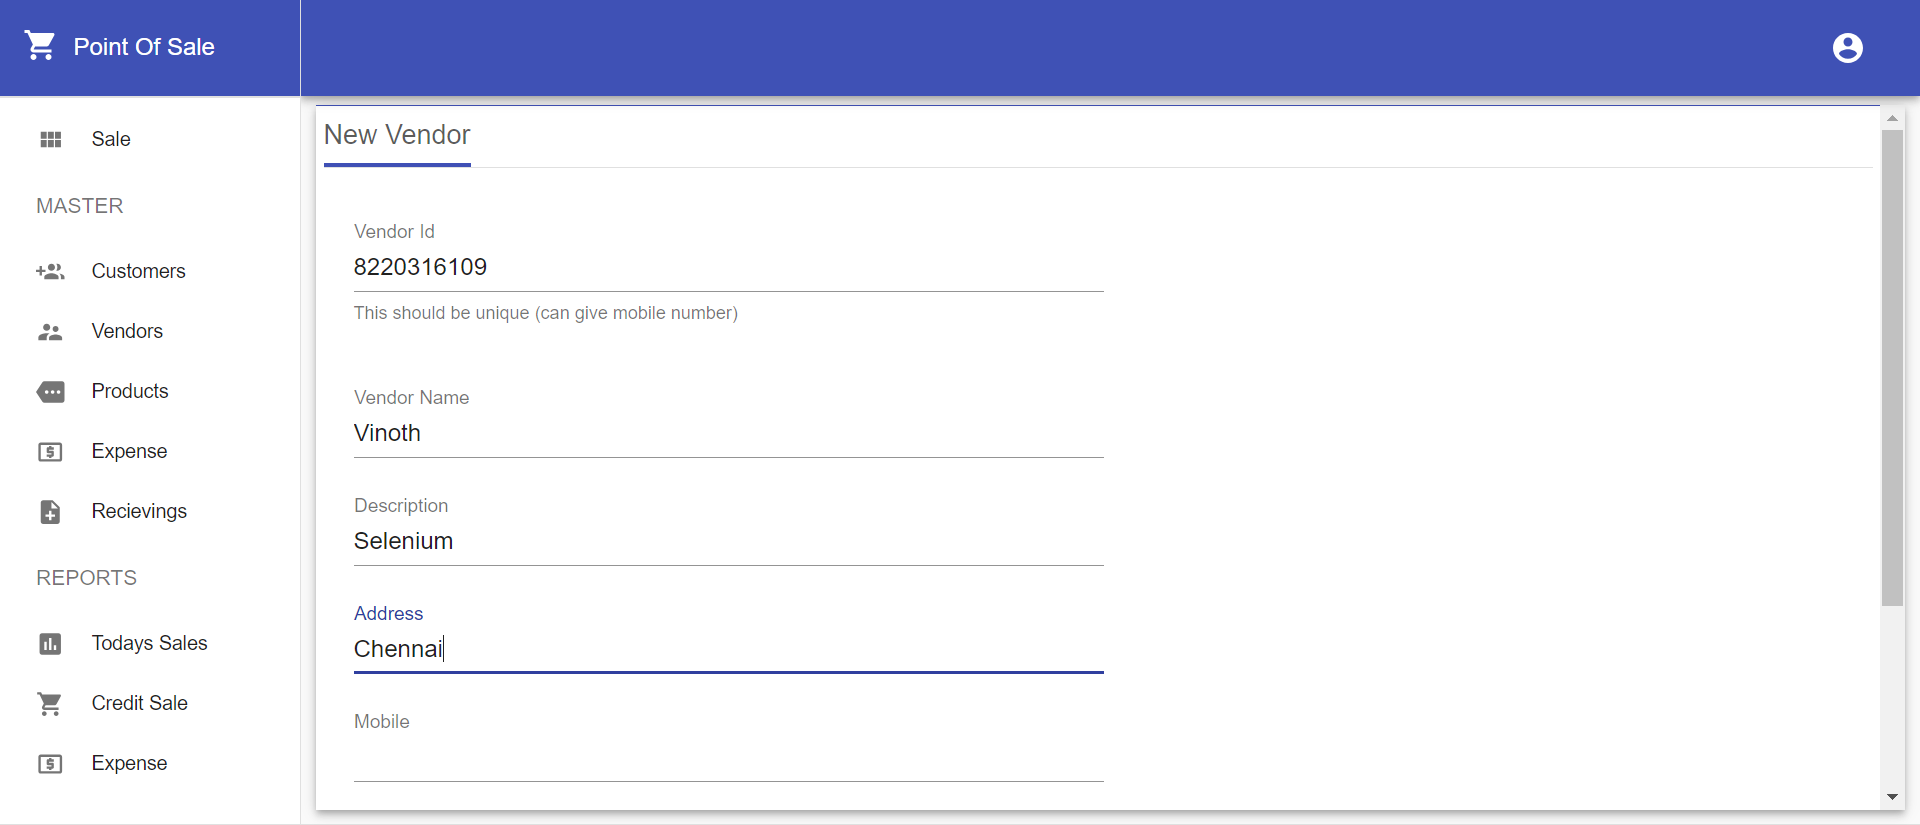 Point Of Sale
Sale
MASTER
Customers
Vendors
Products
Expense
Recievings
REPORTS
Todays Sales
Credit Sale
Expense
New Vendor
Vendor Id
8220316109
This should be unique (can give mobile number)
Vendor Name
Vinoth
Description
Selenium
Address
Chennai
Mobile